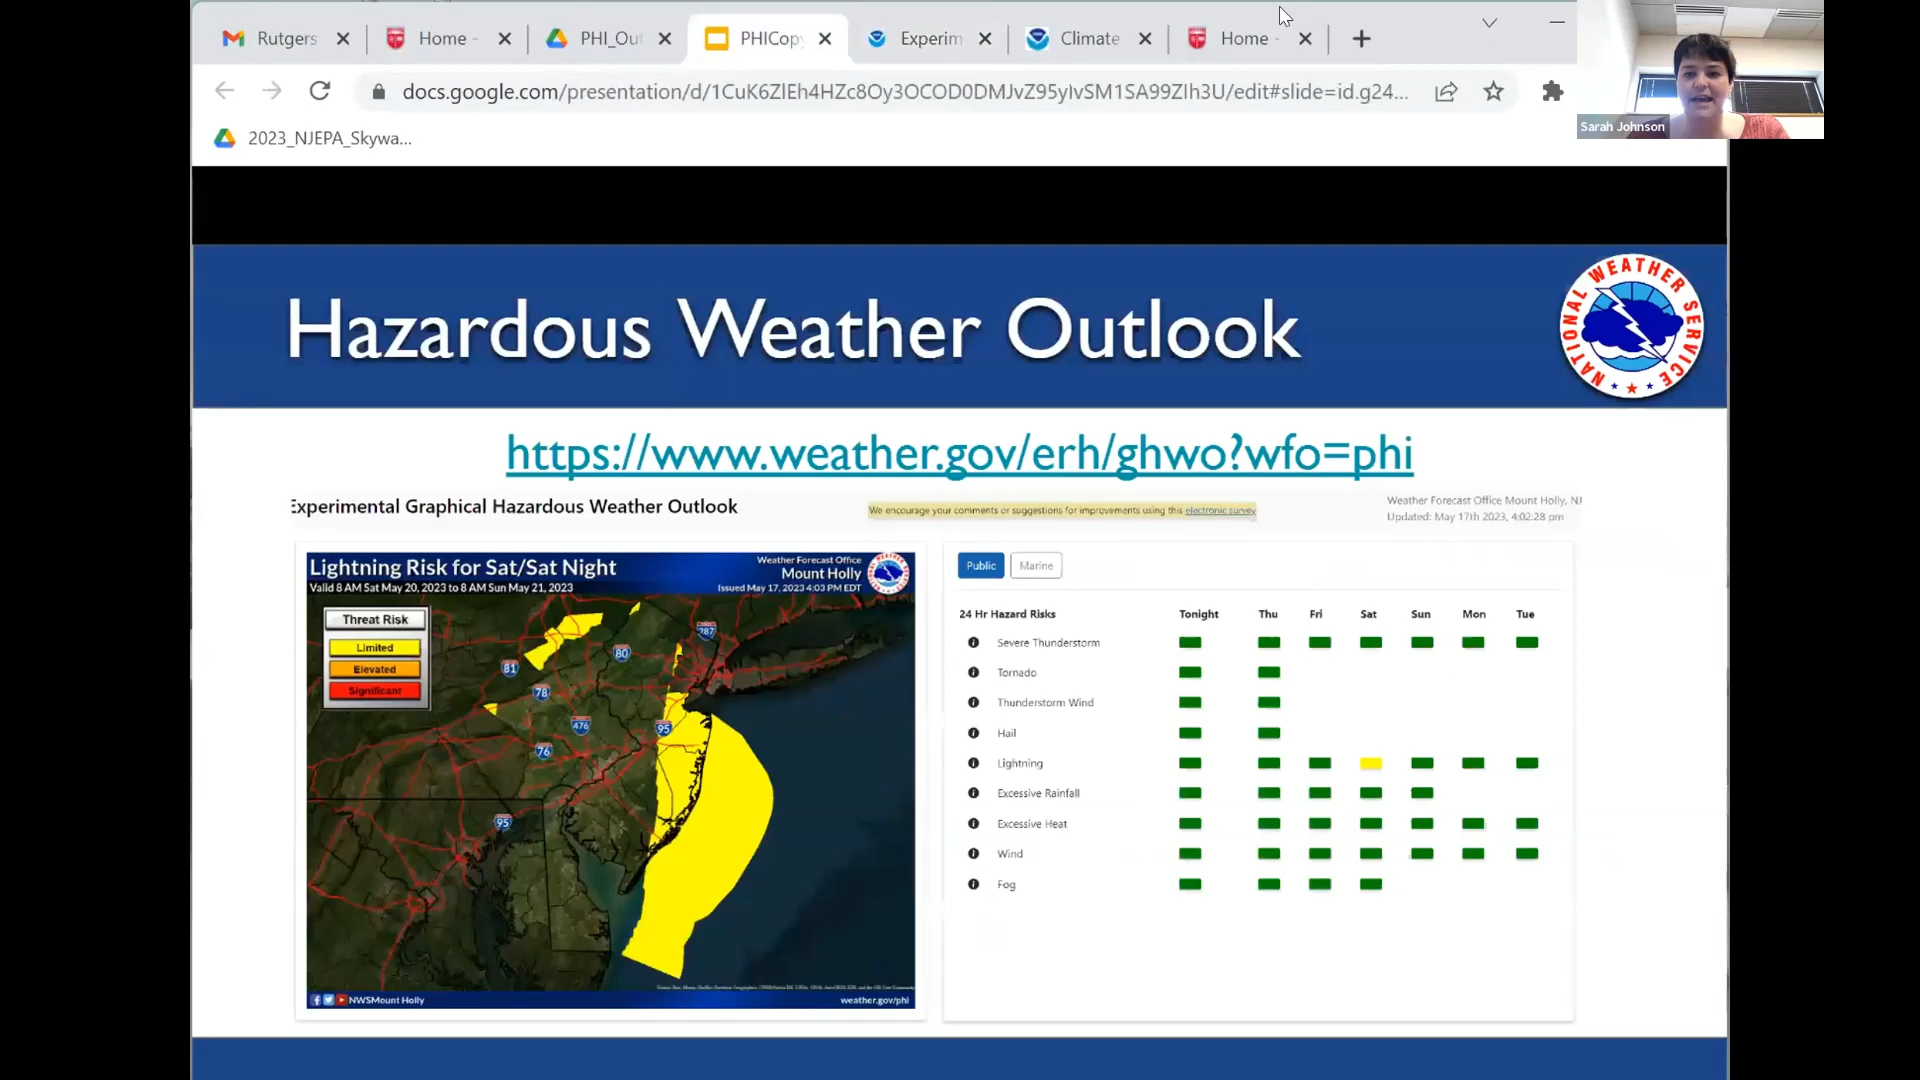 Rutgers
Home -
PHI_Out
PHICopy
Experim
Climate
Home -
docs.google.com/presentation/d/1CuK6ZlEh4HZc8Oy3OCOD0DMJvZ95yIvSM1SA99ZIh3U/edit#slide=id.g24...
2023_NJEPA_Skywa...
Sarah Johnson
Hazardous Weather Outlook
NATIONAL WEATHER SERVICE
https://www.weather.gov/erh/ghwo?wfo=phi
Experimental Graphical Hazardous Weather Outlook
We encourage your comments or suggestions for improvements using this electronic survey
Weather Forecast Office Mount Holly, NJ
Updated: May 17th 2023, 4:02:28 pm
Lightning Risk for Sat/Sat Night
Valid 8 AM Sat May 20, 2023 to 8 AM Sun May 21, 2023
Weather Forecast Office
Mount Holly
Issued May 17, 2023 4:03 PM EDT
Threat Risk
Limited
Elevated
Significant
287
80
81
78
476
95
76
95
NWSMount Holly
weather.gov/phi
Public
Marine
24 Hr Hazard Risks Tonight Thu Fri Sat Sun Mon Tue
Severe Thunderstorm
Tornado
Thunderstorm Wind
Hail
Lightning
Excessive Rainfall
Excessive Heat
Wind
Fog